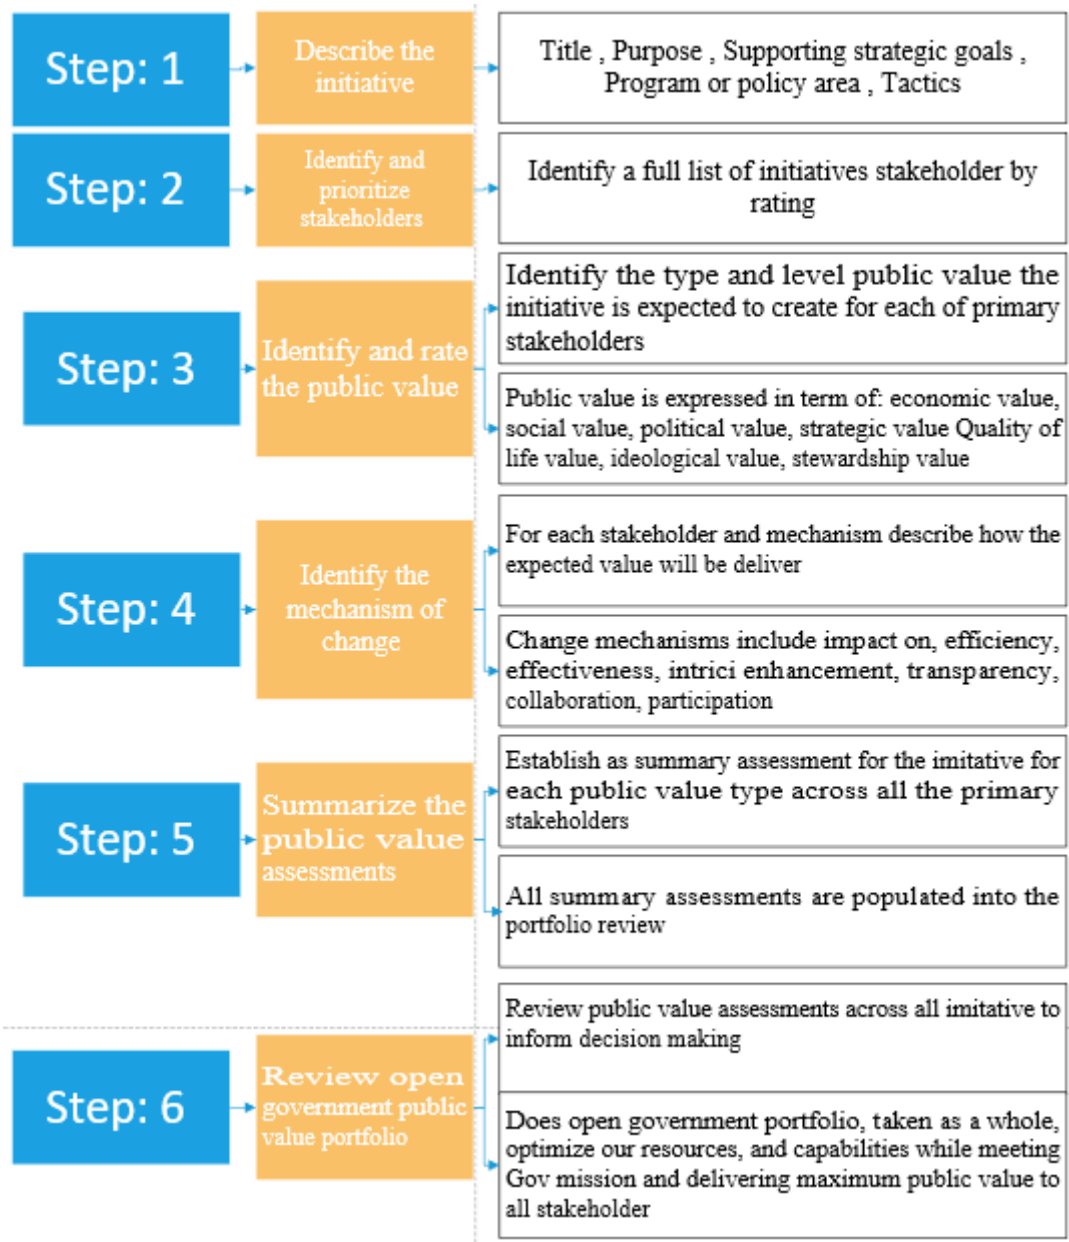 Step: 1
Describe the
initiative
Title , Purpose , Supporting strategic goals ,
Program or policy area , Tactics
Step: 2
Identify and
prioritize
stakeholders
Identify a full list of initiatives stakeholder by
rating
Step: 3
Identify and rate
the public value
Identify the type and level public value the
initiative is expected to create for each of primary
stakeholders
Public value is expressed in term of: economic value,
social value, political value, strategic value Quality of
life value, ideological value, stewardship value
Step: 4
Identify the
mechanism of
change
For each stakeholder and mechanism describe how the
expected value will be deliver
Change mechanisms include impact on, efficiency,
effectiveness, intrici enhancement, transparency,
collaboration, participation
Step: 5
Summarize the
public value
assessments
Establish as summary assessment for the imitative for
each public value type across all the primary
stakeholders
All summary assessments are populated into the
portfolio review
Step: 6
Review open
government public
value portfolio
Review public value assessments across all imitative to
inform decision making
Does open government portfolio, taken as a whole,
optimize our resources, and capabilities while meeting
Gov mission and delivering maximum public value to
all stakeholder